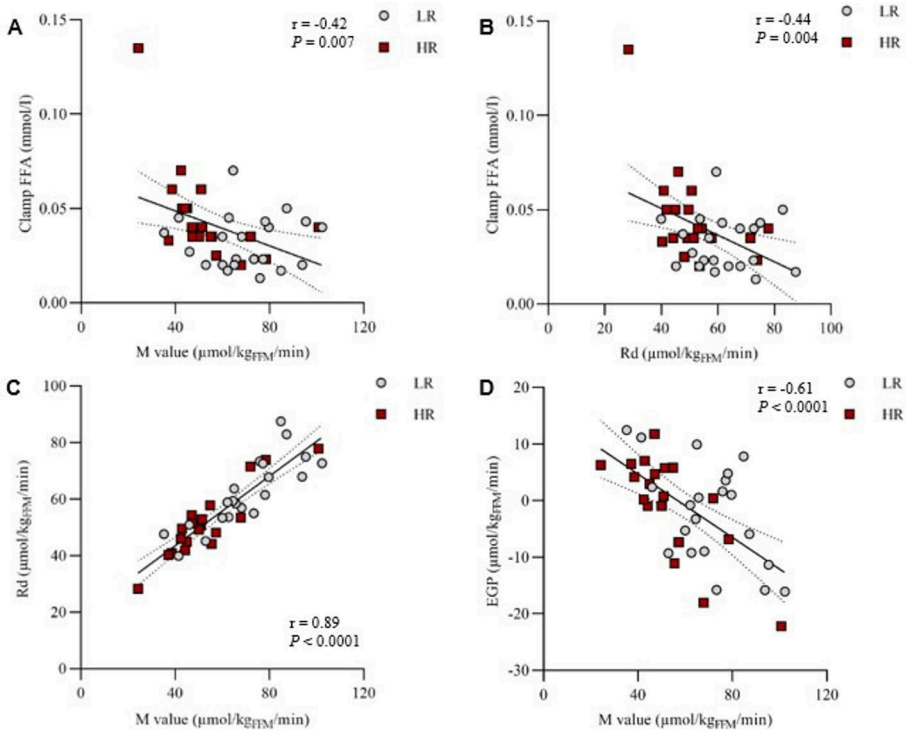 A
r = -0.42
P = 0.007
LR
HR
0.15
0.10
0.05
0.00
Clamp FFA (mmol/l)
0
40
80
120
M value (µmol/kgFFM/min)
B
r = -0.44
P = 0.004
LR
HR
0.15
0.10
0.05
0.00
Clamp FFA (mmol/l)
0
20
40
60
80
100
Rd (µmol/kgFFM/min)
C
LR
HR
100
80
60
40
20
0
Rd (µmol/kgFFM/min)
r = 0.89
P < 0.0001
0
40
80
120
M value (µmol/kgFFM/min)
D
r = -0.61
P < 0.0001
LR
HR
20
10
0
-10
-20
-30
EGP (µmol/kgFFM/min)
0
40
80
120
M value (µmol/kgFFM/min)